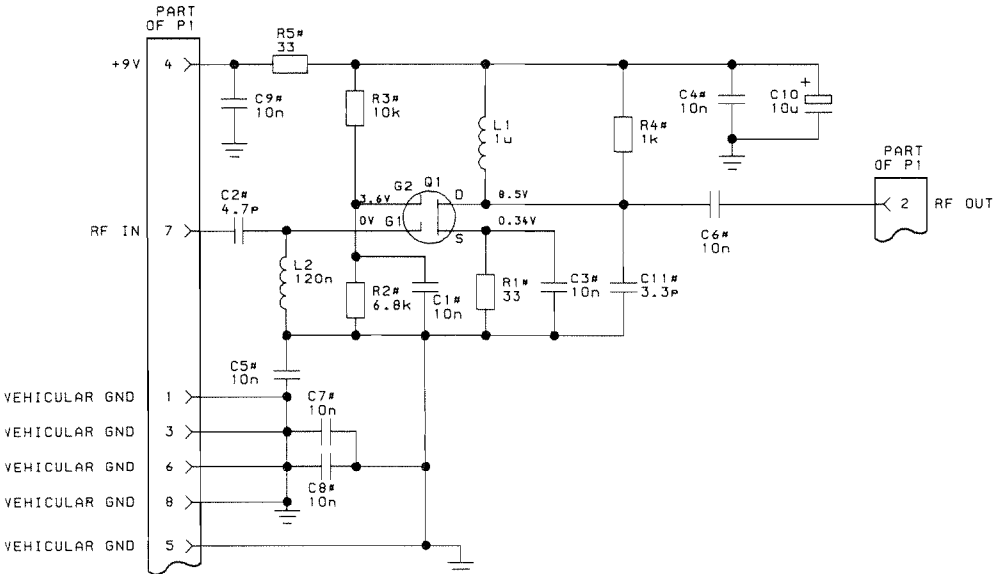 PART
OF P1
+9V
4
R5#
33
C9#
10n
R3#
10k
L1
1u
R4#
1k
C4#
10n
+
C10
10u
PART
OF P1
2
RF OUT
G2 Q1
D
3.6V
8.5V
0V
G1
S
0.34V
C2#
4.7p
RF IN
7
C6#
10n
L2
120n
R2#
6.8k
C1#
10n
R1#
33
C3#
10n
C11#
3.3p
C5#
10n
VEHICULAR GND 1
C7#
10n
VEHICULAR GND 3
VEHICULAR GND 6
C8#
10n
VEHICULAR GND 8
VEHICULAR GND 5